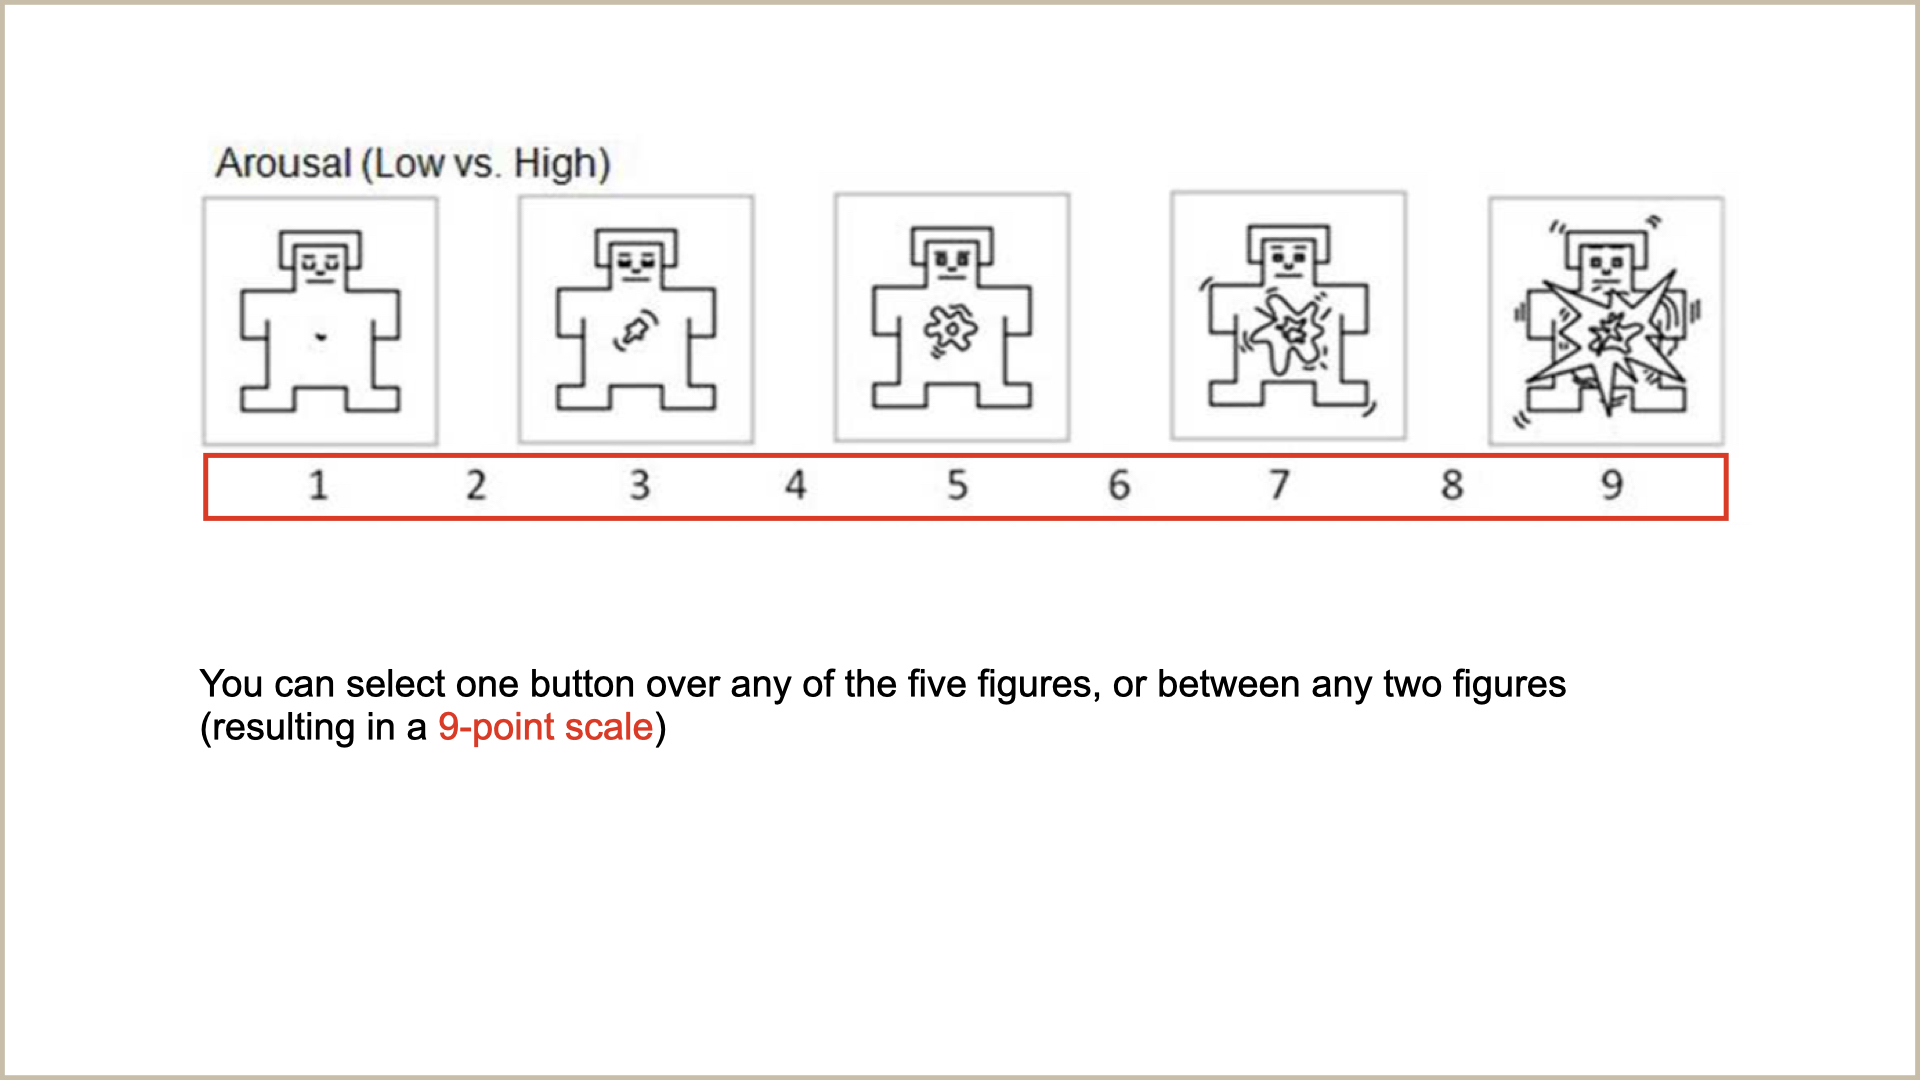 Arousal (Low vs. High)
1 2 3 4 5 6 7 8 9
You can select one button over any of the five figures, or between any two figures
(resulting in a 9-point scale)